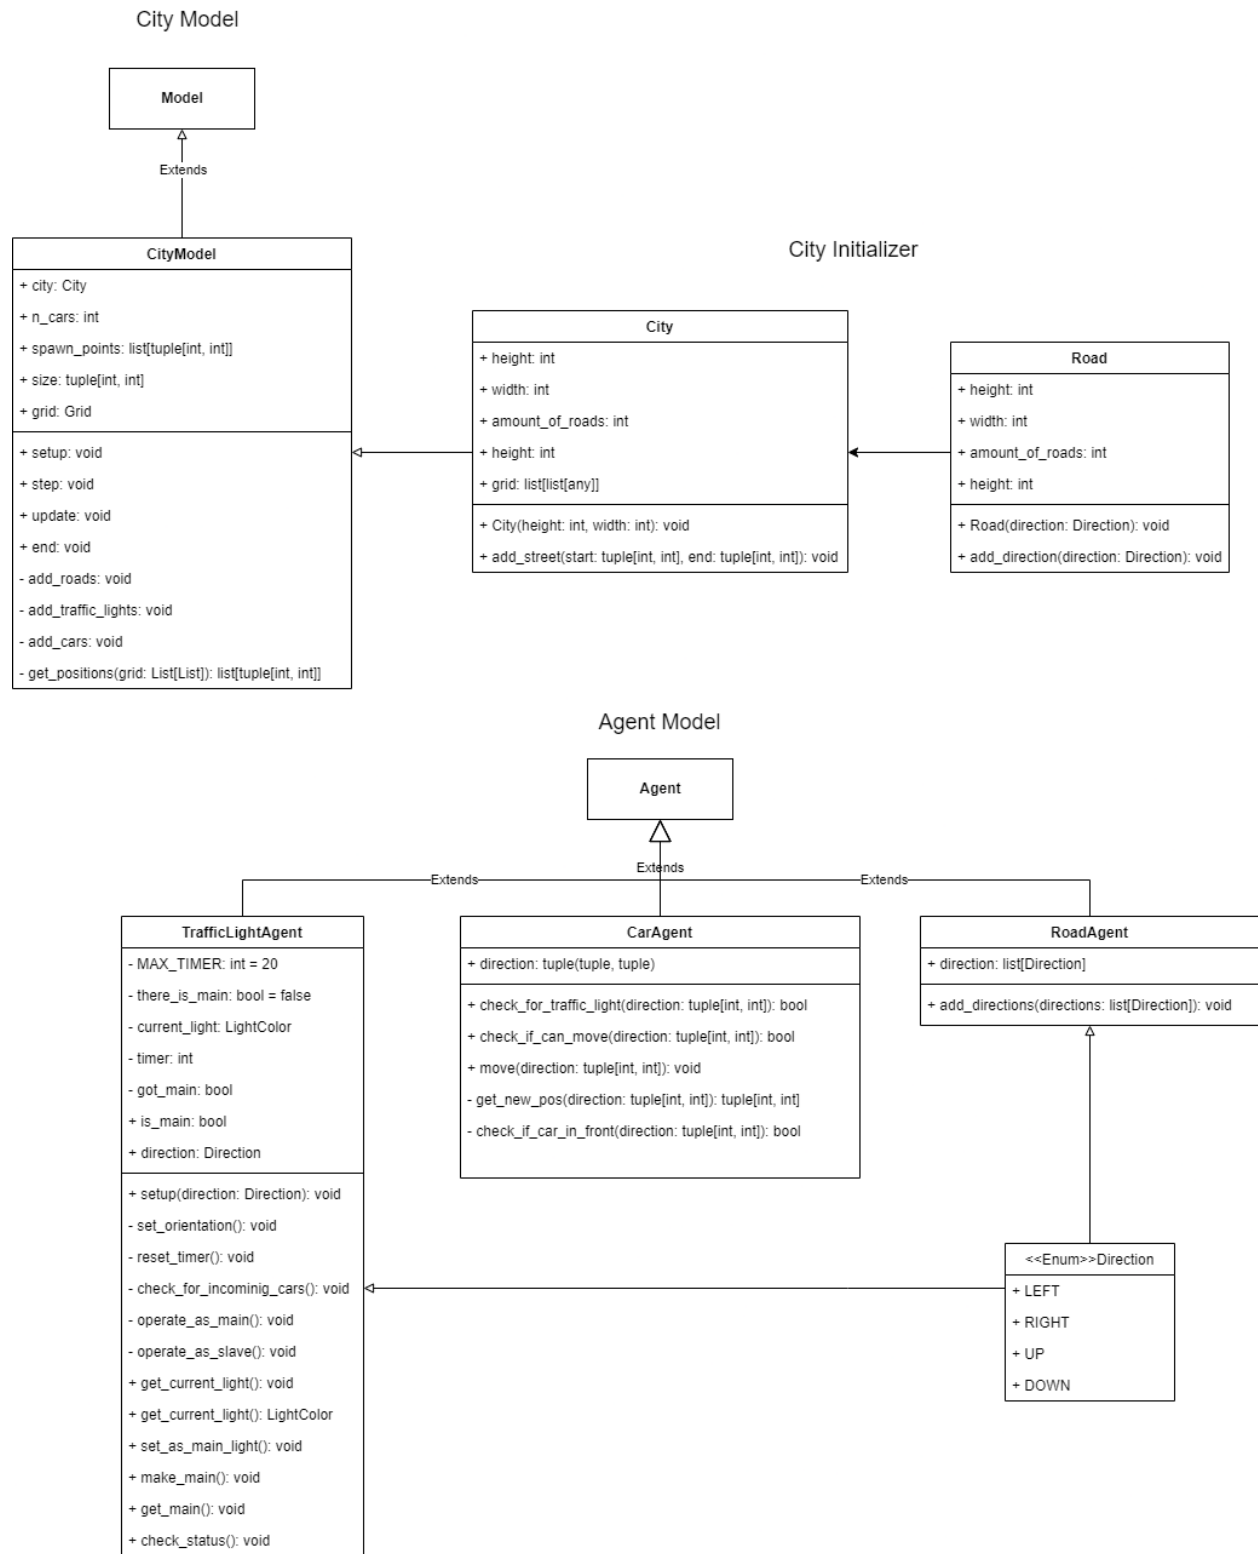 City Model
Model
Extends
CityModel
+ city: City
+ n_cars: int
+ spawn_points: list[tuple[int, int]]
+ size: tuple[int, int]
+ grid: Grid
+ setup: void
+ step: void
+ update: void
+ end: void
- add_roads: void
- add_traffic_lights: void
- add_cars: void
- get_positions(grid: List[List]): list[tuple[int, int]]
City Initializer
City
+ height: int
+ width: int
+ amount_of_roads: int
+ height: int
+ grid: list[list[any]]
+ City(height: int, width: int): void
+ add_street(start: tuple[int, int], end: tuple[int, int]): void
Road
+ height: int
+ width: int
+ amount_of_roads: int
+ height: int
+ Road(direction: Direction): void
+ add_direction(direction: Direction): void
Agent Model
Agent
Extends
Extends
Extends
TrafficLightAgent
- MAX_TIMER: int = 20
- there_is_main: bool = false
- current_light: LightColor
- timer: int
- got_main: bool
+ is_main: bool
+ direction: Direction
+ setup(direction: Direction): void
- set_orientation(): void
- reset_timer(): void
- check_for_incominig_cars(): void
- operate_as_main(): void
- operate_as_slave(): void
+ get_current_light(): void
+ get_current_light(): LightColor
+ set_as_main_light(): void
+ make_main(): void
+ get_main(): void
+ check_status(): void
CarAgent
+ direction: tuple(tuple, tuple)
+ check_for_traffic_light(direction: tuple[int, int]): bool
+ check_if_can_move(direction: tuple[int, int]): bool
+ move(direction: tuple[int, int]): void
- get_new_pos(direction: tuple[int, int]): tuple[int, int]
- check_if_car_in_front(direction: tuple[int, int]): bool
RoadAgent
+ direction: list[Direction]
+ add_directions(directions: list[Direction]): void
<<Enum>>Direction
+ LEFT
+ RIGHT
+ UP
+ DOWN